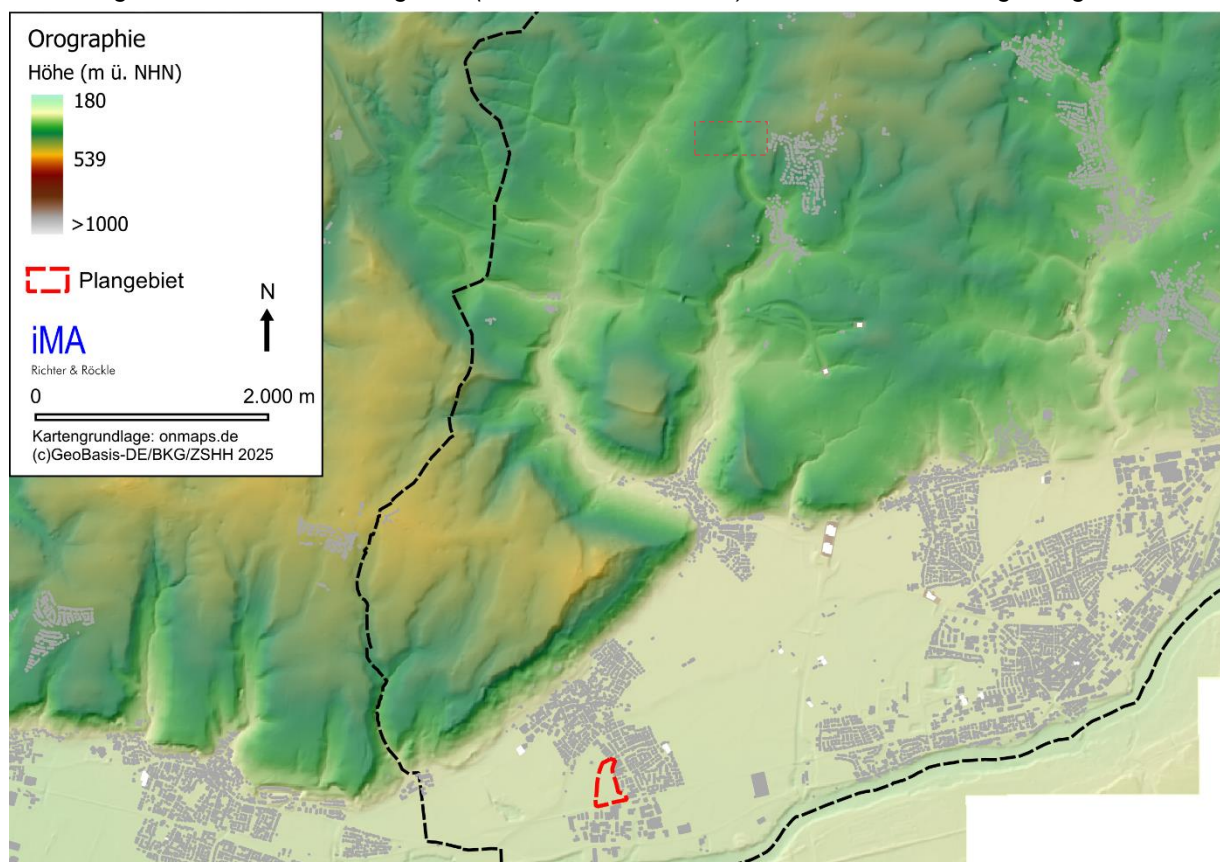 Orographie
Höhe (m ü. NHN)
180
539
>1000
Plangebiet
N
iMA
Richter & Röckle
0 2.000 m
Kartengrundlage: onmaps.de
(c)GeoBasis-DE/BKG/ZSHH 2025